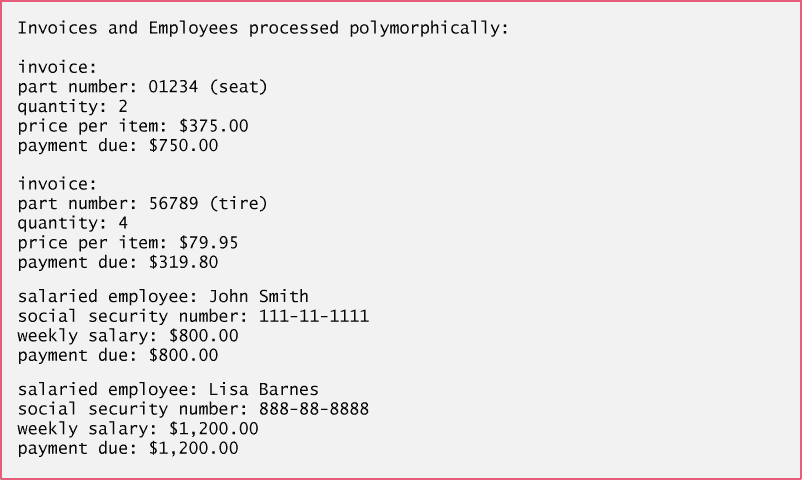 Invoices and Employees processed polymorphically:
invoice:
part number: 01234 (seat)
quantity: 2
price per item: $375.00
payment due: $750.00
invoice:
part number: 56789 (tire)
quantity: 4
price per item: $79.95
payment due: $319.80
salaried employee: John Smith
social security number: 111-11-1111
weekly salary: $800.00
payment due: $800.00
salaried employee: Lisa Barnes
social security number: 888-88-8888
weekly salary: $1,200.00
payment due: $1,200.00